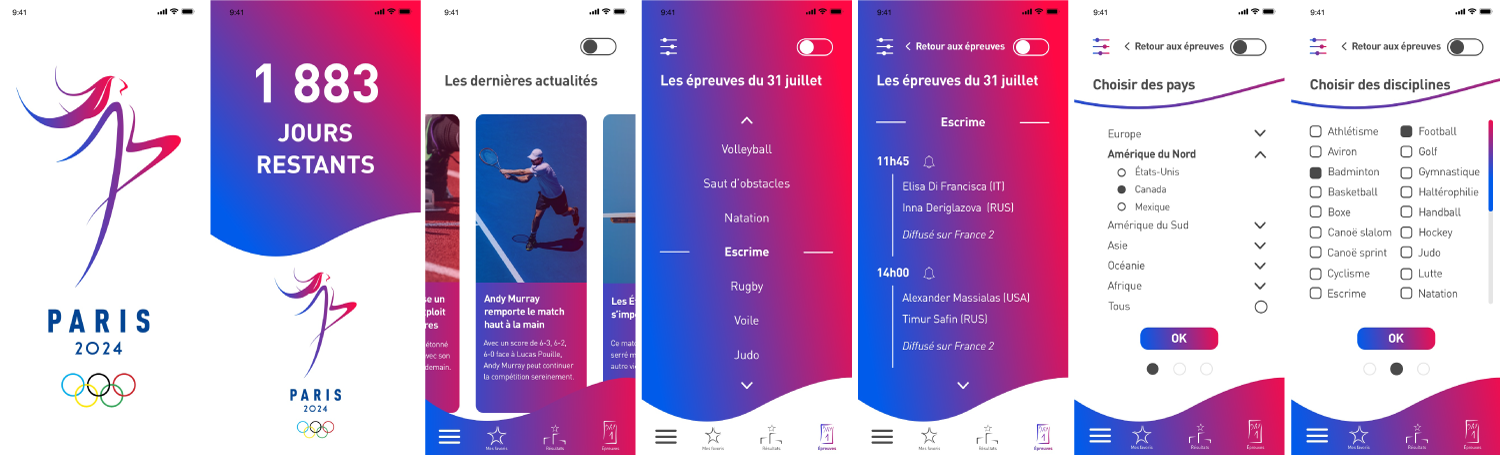 9:41
PARIS
2024
9:41
1 883
JOURS
RESTANTS
PARIS
2024
9:41
Les dernières actualités
se un
xploit
res
étonné
vec son
demain.
Andy Murray
remporte le match
haut à la main
Avec un score de 6-3, 6-2,
6-0 face à Lucas Pouille,
Andy Murray peut continuer
la compétition sereinement.
Les É
s'imp
Ce mat
serré m
autre vi
Mes favoris
Résultats
Épreuves
9:41
Les épreuves du 31 juillet
Volleyball
Saut d'obstacles
Natation
Escrime
Rugby
Voile
Judo
Mes favoris
Résultats
Épreuves
9:41
Retour aux épreuves
Les épreuves du 31 juillet
Escrime
11h45
Elisa Di Francisca (IT)
Inna Deriglazova (RUS)
Diffusé sur France 2
14h00
Alexander Massialas (USA)
Timur Safin (RUS)
Diffusé sur France 2
Mes favoris
Résultats
Épreuves
9:41
Retour aux épreuves
Choisir des pays
Europe
Amérique du Nord
États-Unis
Canada
Mexique
Amérique du Sud
Asie
Océanie
Afrique
Tous
OK
Mes favoris
Résultats
Épreuves
9:41
Retour aux épreuves
Choisir des disciplines
Athlétisme
Football
Aviron
Golf
Badminton
Gymnastique
Basketball
Haltérophilie
Boxe
Handball
Canoë slalom
Hockey
Canoë sprint
Judo
Cyclisme
Lutte
Escrime
Natation
OK
Mes favoris
Résultats
Épreuves